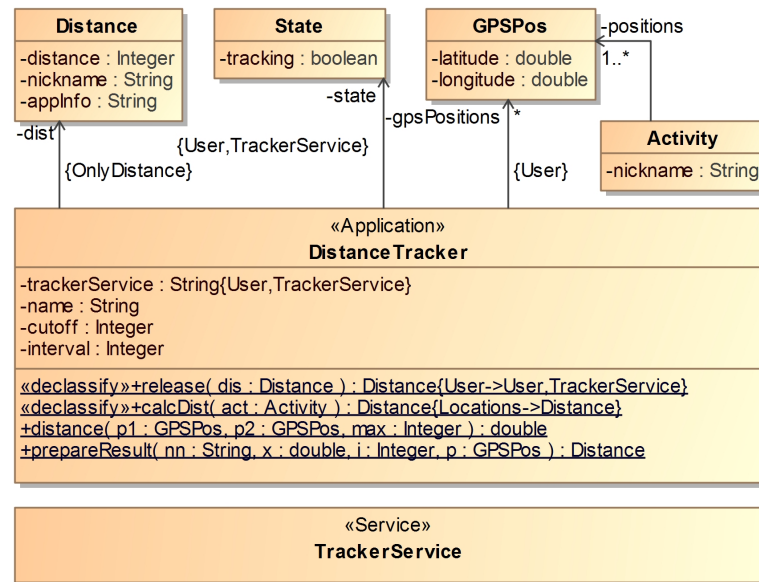 Distance
-distance : Integer
-nickname : String
-appInfo : String
State
-tracking : boolean
GPSPos
-latitude : double
-longitude : double
-positions
1..*
Activity
-nickname : String
-dist
{OnlyDistance}
-state
{User,TrackerService}
-gpsPositions
*
{User}
«Application»
DistanceTracker
-trackerService : String{User,TrackerService}
-name : String
-cutoff : Integer
-interval : Integer
«declassify»+release( dis : Distance ) : Distance{User->User,TrackerService}
«declassify»+calcDist( act : Activity ) : Distance{Locations->Distance}
+distance( p1 : GPSPos, p2 : GPSPos, max : Integer ) : double
+prepareResult( nn : String, x : double, i : Integer, p : GPSPos ) : Distance
«Service»
TrackerService